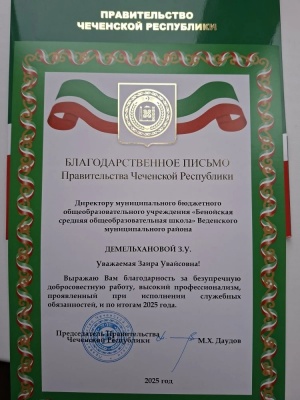 ПРАВИТЕЛЬСТВО
ЧЕЧЕНСКОЙ РЕСПУБЛИКИ
БЛАГОДАРСТВЕННОЕ ПИСЬМО
Правительства Чеченской Республики
Директору муниципального бюджетного
общеобразовательного учреждения «Бенойская
средняя общеобразовательная школа» Веденского
муниципального района
ДЕМЕЛЬХАНОВОЙ З.У.
Уважаемая Заира Увайсовна!
Выражаю Вам благодарность за безупречную
добросовестную работу, высокий профессионализм,
проявленный при исполнении служебных
обязанностей, и по итогам 2025 года.
Председатель Правительства
Чеченской Республики
М.Х. Даудов
2025 год